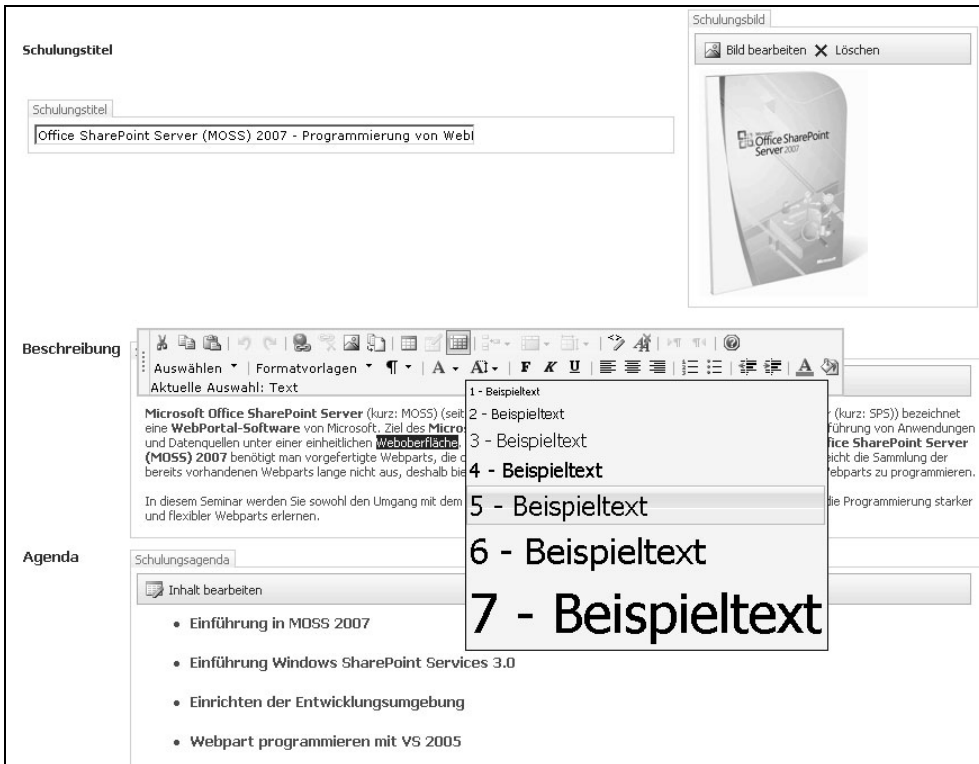 Schulungsbild
Bild bearbeiten Löschen
Schulungstitel
Schulungstitel
Office SharePoint Server (MOSS) 2007 - Programmierung von Webl
Microsoft
Office SharePoint
Server 2007
Microsoft
Beschreibung
F K U
Auswählen Formatvorlagen ¶ A A
Aktuelle Auswahl: Text
1 - Beispieltext
2 - Beispieltext
3 - Beispieltext
4 - Beispieltext
5 - Beispieltext
6 - Beispieltext
7 - Beispieltext
Microsoft Office SharePoint Server (kurz: MOSS) (seit (kurz: SPS)) bezeichnet
eine WebPortal-Software von Microsoft. Ziel des Micros führung von Anwendungen
und Datenquellen unter einer einheitlichen Weboberfläche. fice SharePoint Server
(MOSS) 2007 benötigt man vorgefertigte Webparts, die eicht die Sammlung der
bereits vorhandenen Webparts lange nicht aus, deshalb bie ebparts zu programmieren.
In diesem Seminar werden Sie sowohl den Umgang mit dem die Programmierung starker
und flexibler Webparts erlernen.
Agenda
Schulungsagenda
Inhalt bearbeiten
• Einführung in MOSS 2007
• Einführung Windows SharePoint Services 3.0
• Einrichten der Entwicklungsumgebung
• Webpart programmieren mit VS 2005